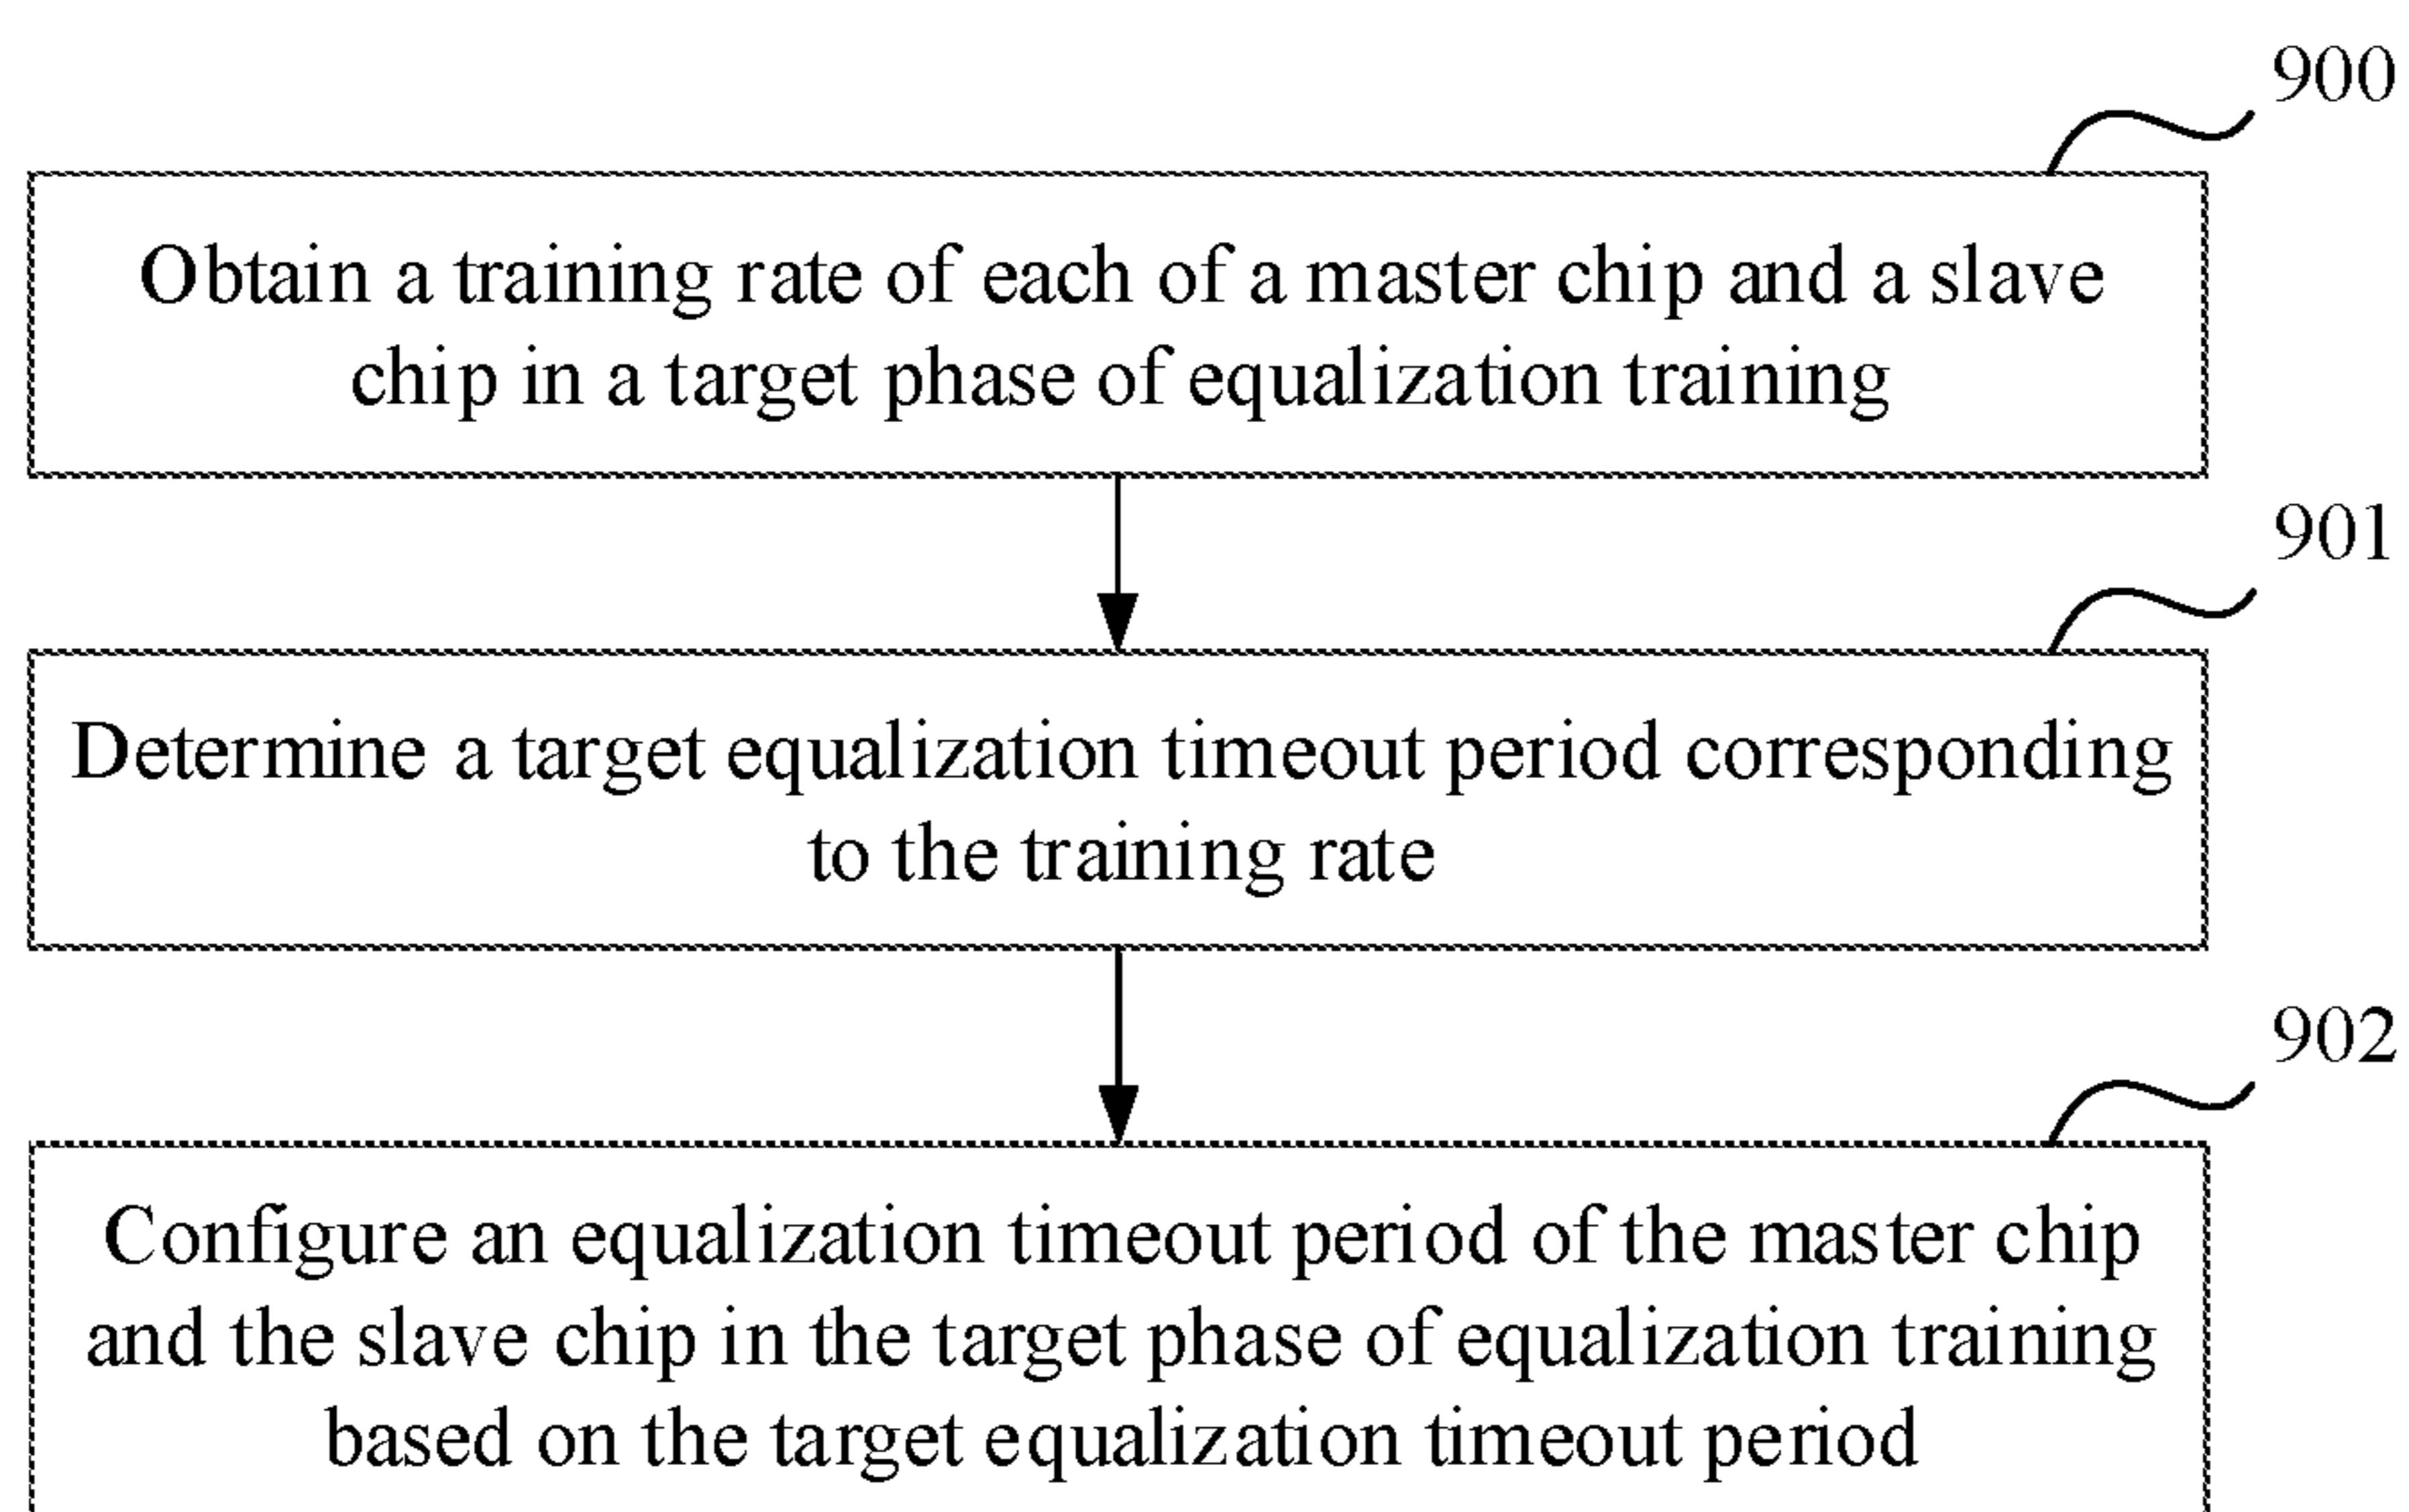 900
Obtain a training rate of each of a master chip and a slave
chip in a target phase of equalization training
901
Determine a target equalization timeout period corresponding
to the training rate
902
Configure an equalization timeout period of the master chip
and the slave chip in the target phase of equalization training
based on the target equalization timeout period